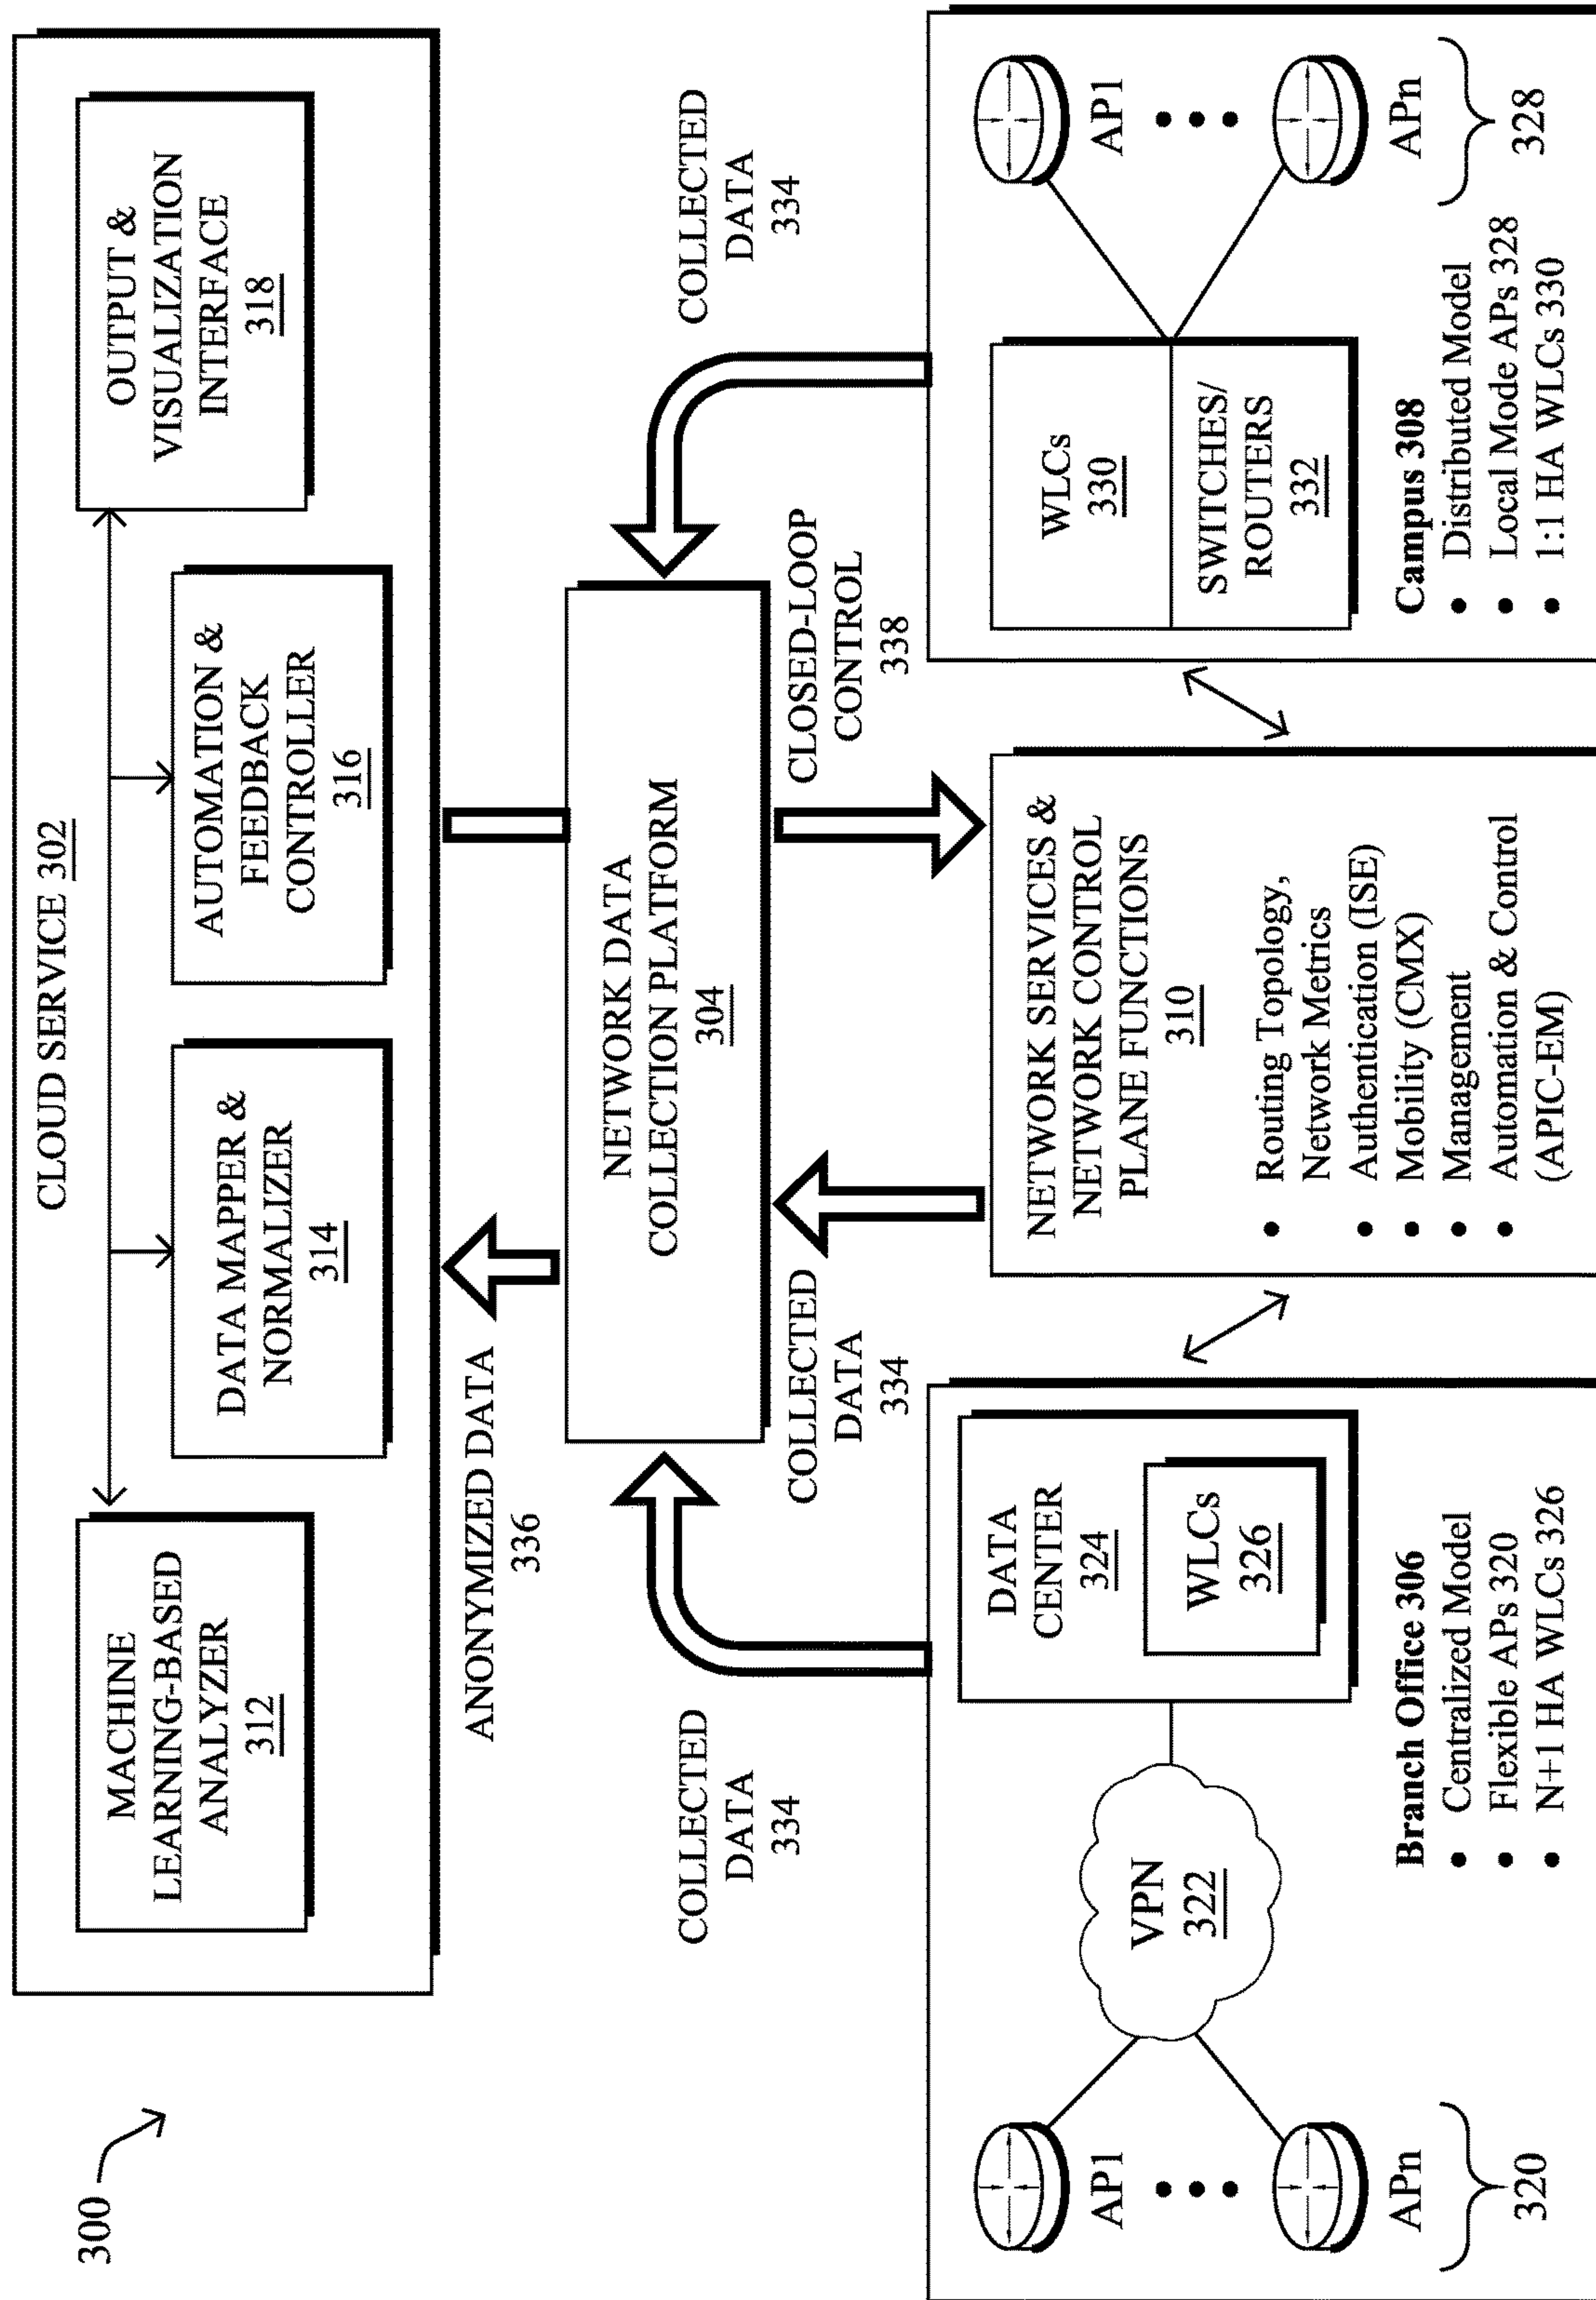 300
CLOUD SERVICE 302
MACHINE
LEARNING-BASED
ANALYZER
312
DATA MAPPER &
NORMALIZER
314
AUTOMATION &
FEEDBACK
CONTROLLER
316
OUTPUT &
VISUALIZATION
INTERFACE
318
ANONYMIZED DATA
336
COLLECTED
DATA
334
NETWORK DATA
COLLECTION PLATFORM
304
COLLECTED
DATA
334
COLLECTED
DATA
334
CLOSED-LOOP
CONTROL
338
AP1
APn
320
VPN
322
DATA
CENTER
324
WLCs
326
Branch Office 306
• Centralized Model
• Flexible APs 320
• N+1 HA WLCs 326
NETWORK SERVICES &
NETWORK CONTROL
PLANE FUNCTIONS
310
• Routing Topology,
Network Metrics
• Authentication (ISE)
• Mobility (CMX)
• Management
• Automation & Control
(APIC-EM)
WLCs
330
SWITCHES/
ROUTERS
332
AP1
APn
328
Campus 308
• Distributed Model
• Local Mode APs 328
• 1:1 HA WLCs 330